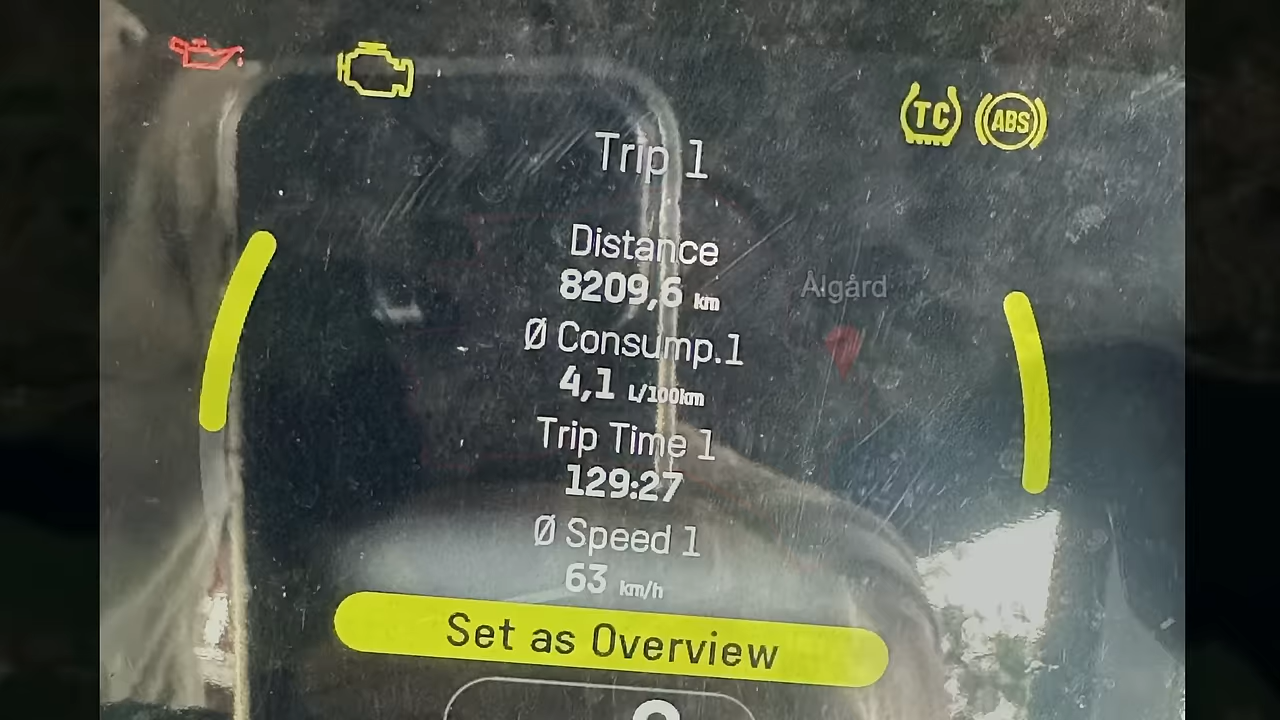 TC ABS
Trip 1
Distance
8209,6 km
Ålgård
Ø Consump.1
4,1 L/100km
Trip Time 1
129:27
Ø Speed 1
63 km/h
Set as Overview